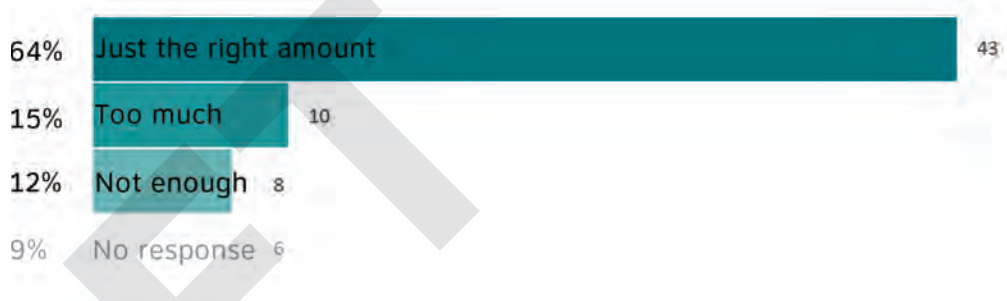 64% Just the right amount 43
15% Too much 10
12% Not enough 8
9% No response 6